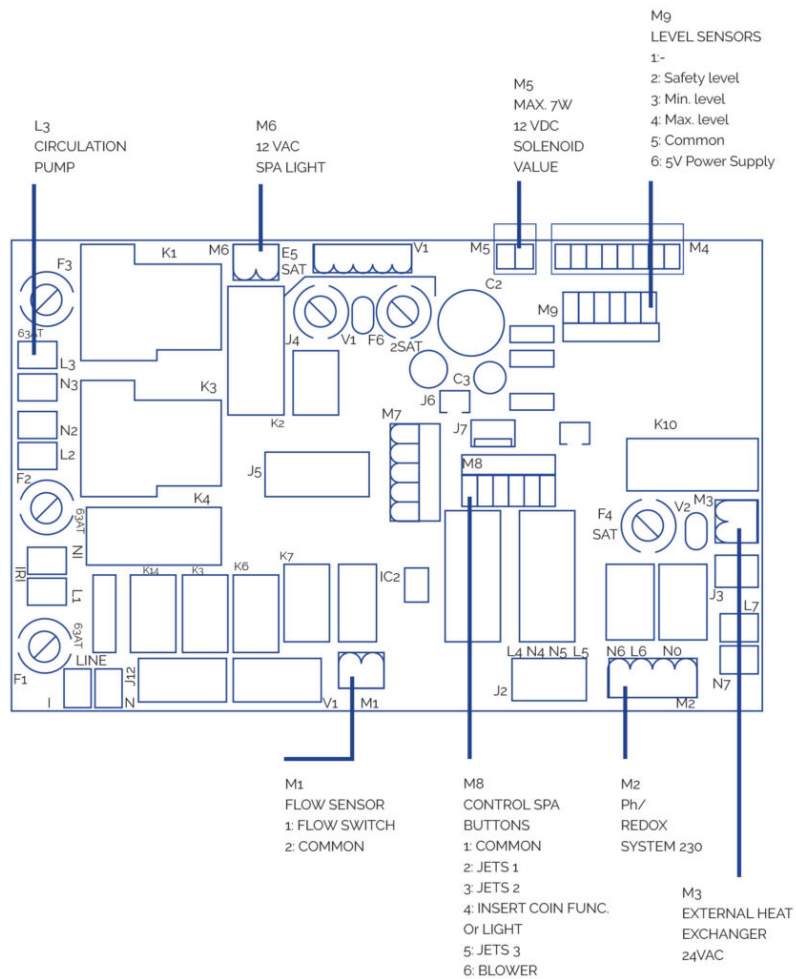 M9
LEVEL SENSORS
1:-
2: Safety level
3: Min. level
4: Max. level
5: Common
6: 5V Power Supply
M5
MAX. 7W
12 VDC
SOLENOID
VALUE
M6
12 VAC
SPA LIGHT
L3
CIRCULATION
PUMP
F3
K1
M6
E5
SAT
V1
M5
M4
C2
M9
63AT
J4
V1
F6
2SAT
L3
N3
K3
K2
C3
J6
M7
J7
N2
L2
J5
M8
K10
F2
63AT
K4
F4
SAT
V2
M3
NI
IRI
L1
K14
K3
K6
K7
IC2
J3
L7
63AT
F1
LINE
J12
L4 N4 N5 L5
N6 L6 N0
N7
J2
I
N
V1
M1
M2
M1
FLOW SENSOR
1: FLOW SWITCH
2: COMMON
M8
CONTROL SPA
BUTTONS
1: COMMON
2: JETS 1
3: JETS 2
4: INSERT COIN FUNC.
Or LIGHT
5: JETS 3
6: BLOWER
M2
Ph/
REDOX
SYSTEM 230
M3
EXTERNAL HEAT
EXCHANGER
24VAC